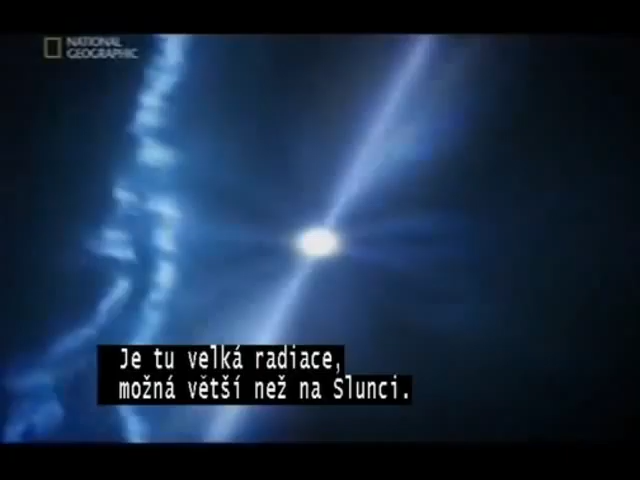 NATIONAL
GEOGRAPHIC
Je tu velká radiace,
možná větší než na Slunci.